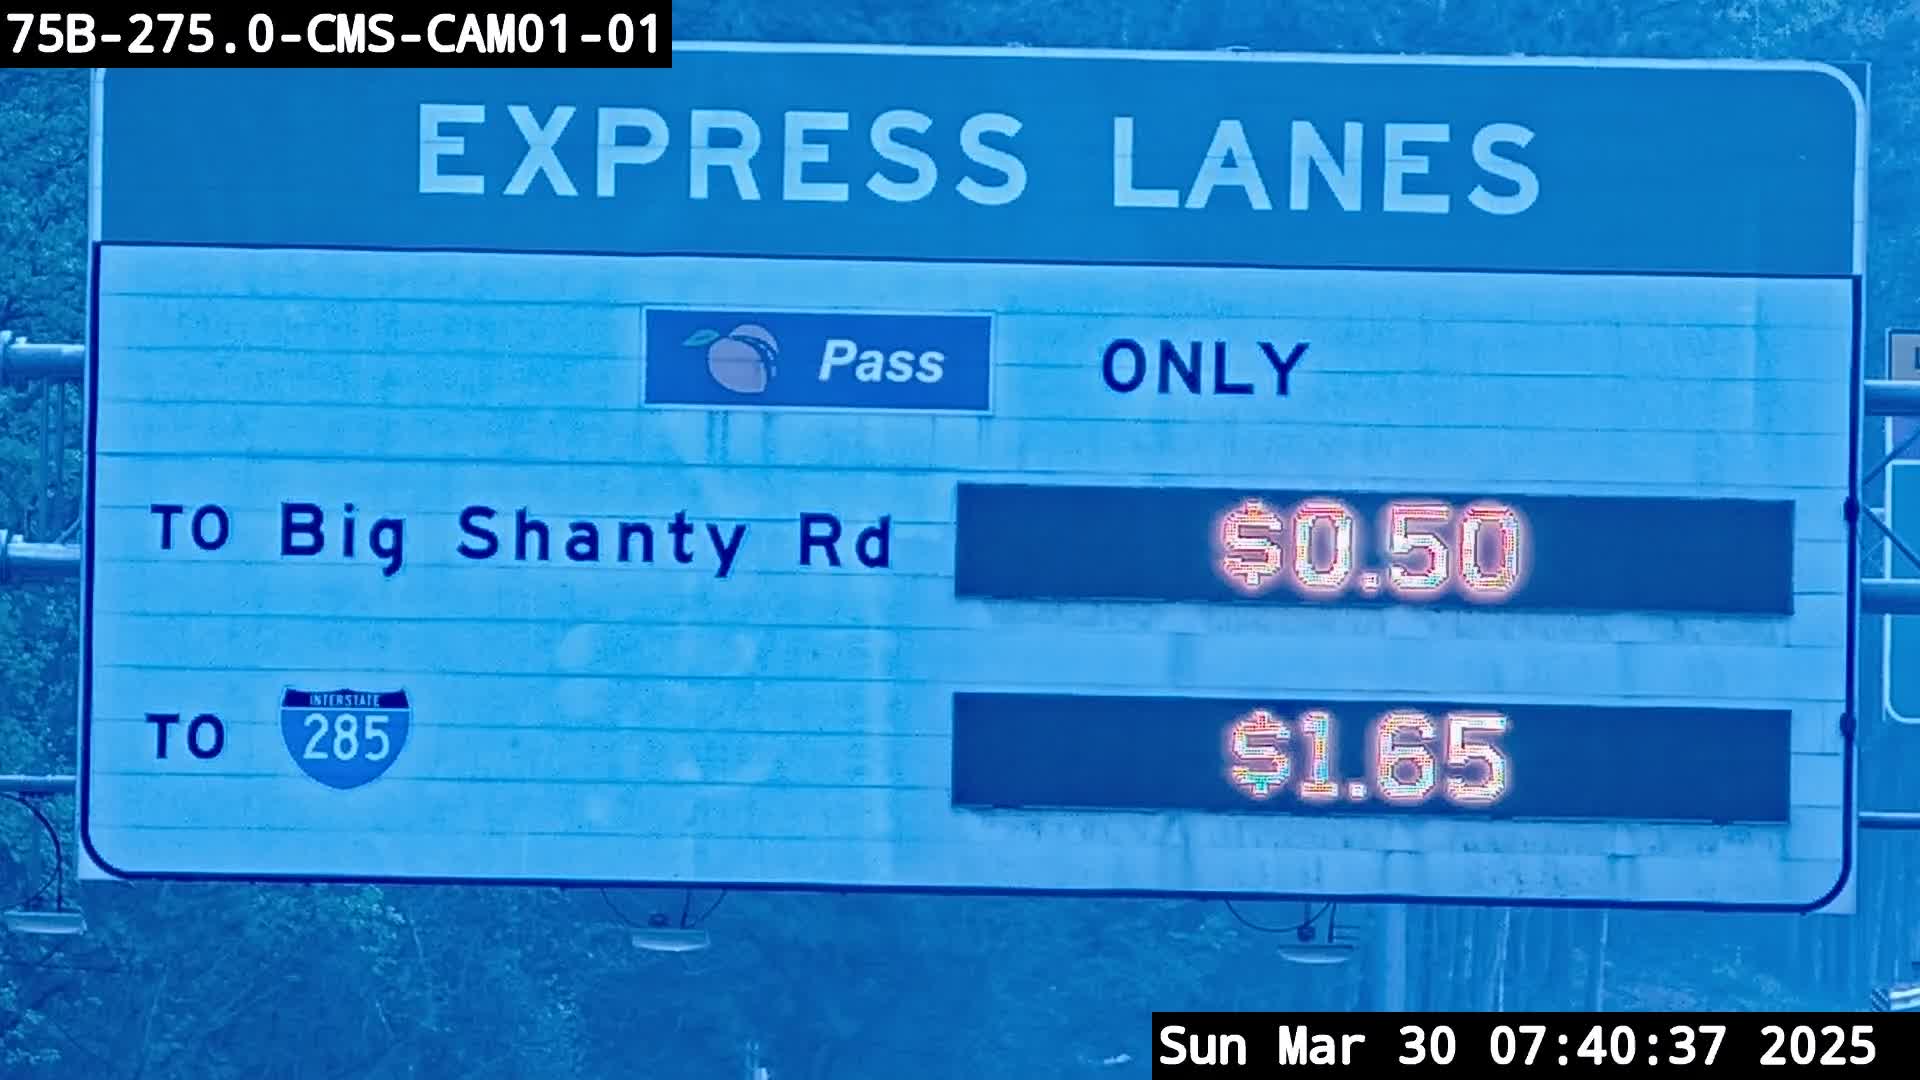 75B-275.0-CMS-CAM01-01
EXPRESS LANES
Pass ONLY
TO Big Shanty Rd $0.50
TO INTERSTATE 285 $1.65
Sun Mar 30 07:40:37 2025